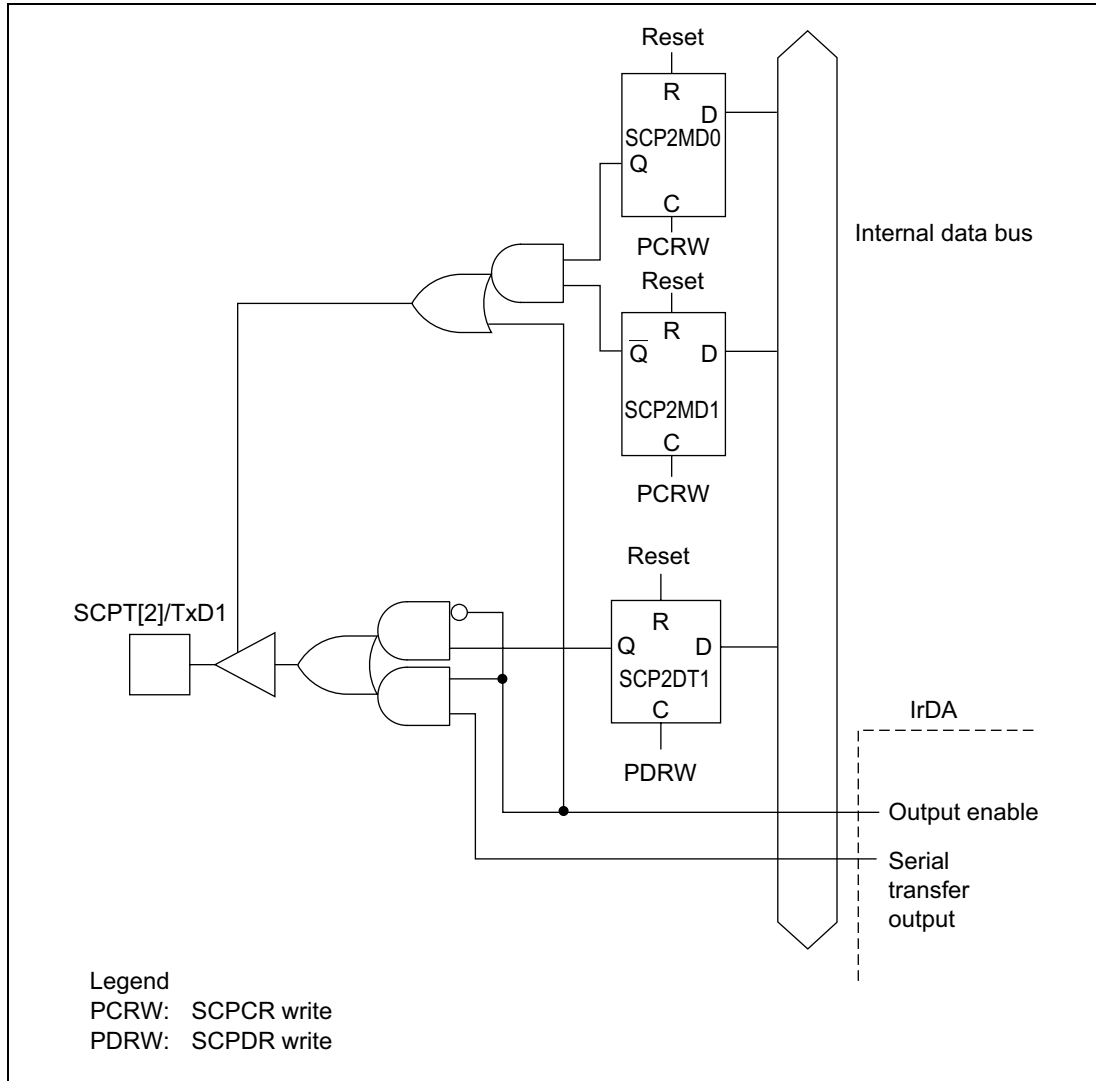 Reset
R
D
SCP2MD0
Q
C
PCRW
Internal data bus
Reset
R
Q̅ D
SCP2MD1
C
PCRW
Reset
SCPT[2]/TxD1
R
Q D
SCP2DT1
C
IrDA
PDRW
Output enable
Serial
transfer
output
Legend
PCRW: SCPCR write
PDRW: SCPDR write